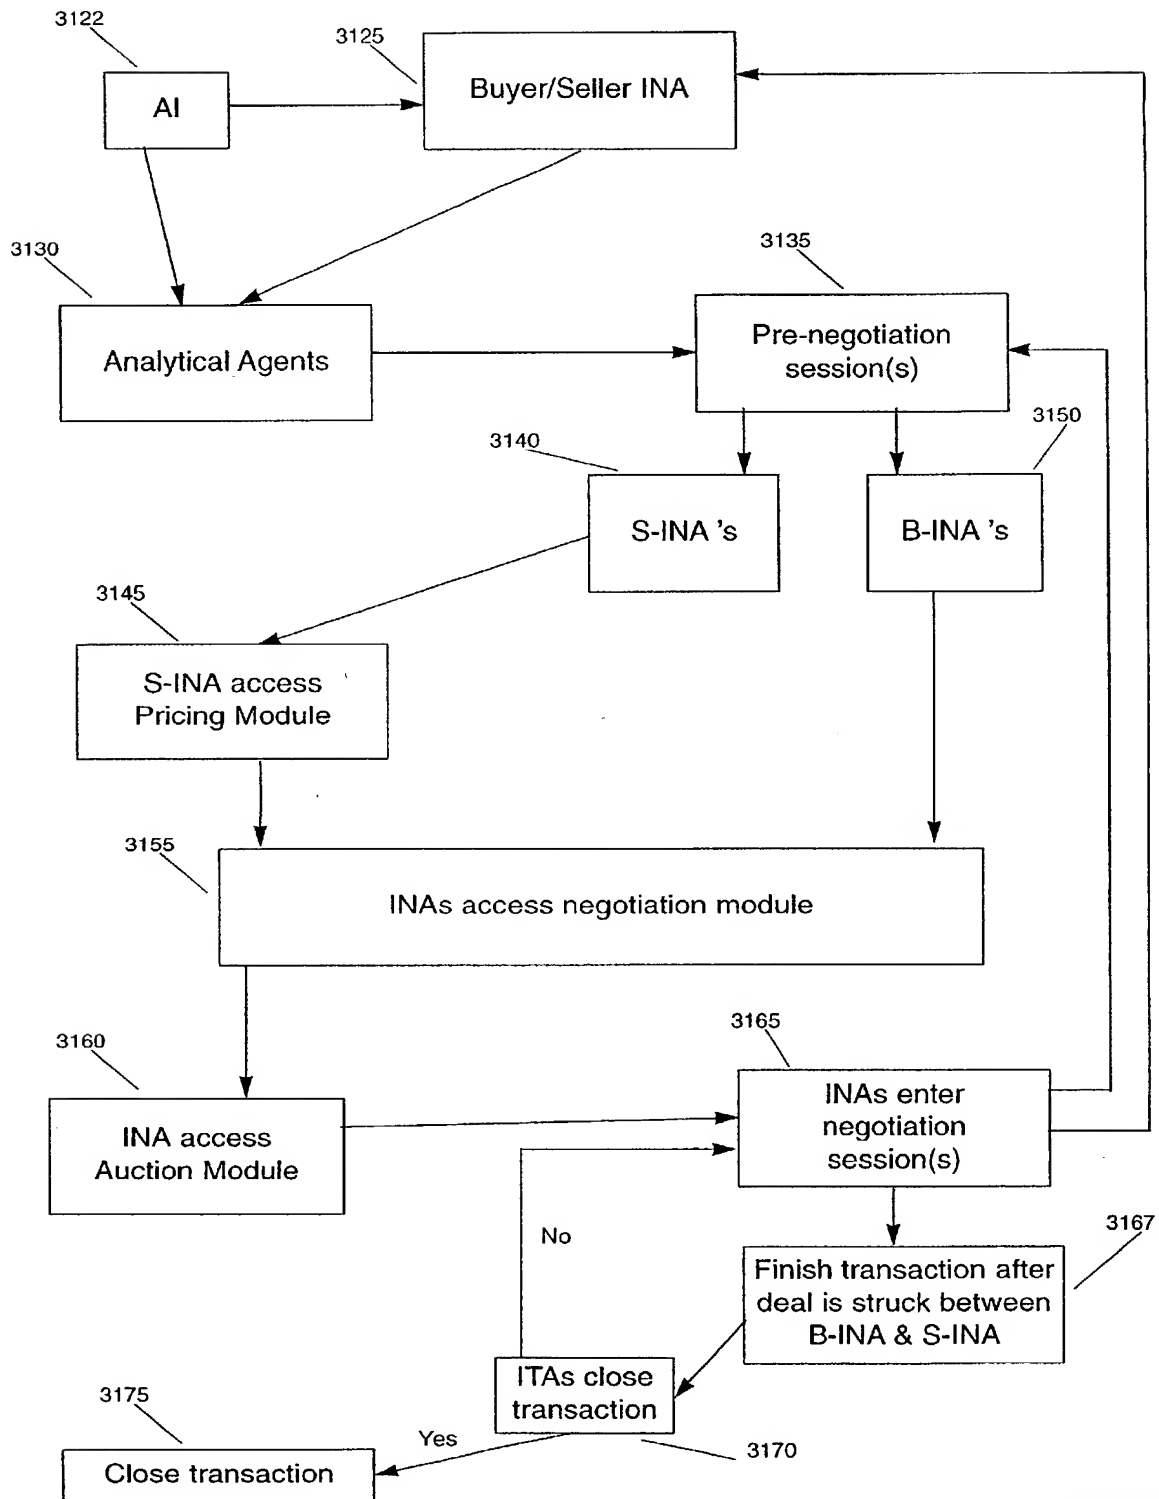 3122
3125
AI
Buyer/Seller INA
3130
3135
Analytical Agents
Pre-negotiation
session(s)
3140
3150
S-INA 's
B-INA 's
3145
S-INA access
Pricing Module
3155
INAs access negotiation module
3160
3165
INA access
Auction Module
INAs enter
negotiation
session(s)
No
3167
Finish transaction after
deal is struck between
B-INA & S-INA
ITAs close
transaction
3170
3175
Yes
Close transaction